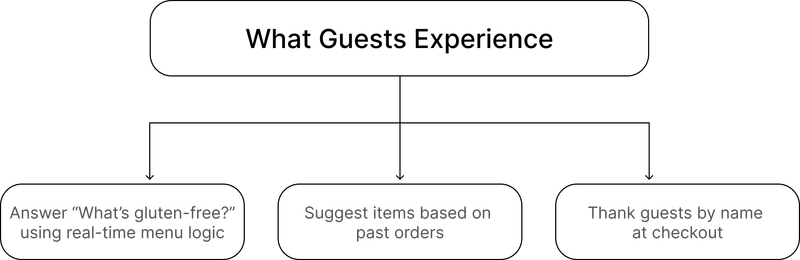 What Guests Experience
Answer “What’s gluten-free?”
using real-time menu logic
Suggest items based on
past orders
Thank guests by name
at checkout